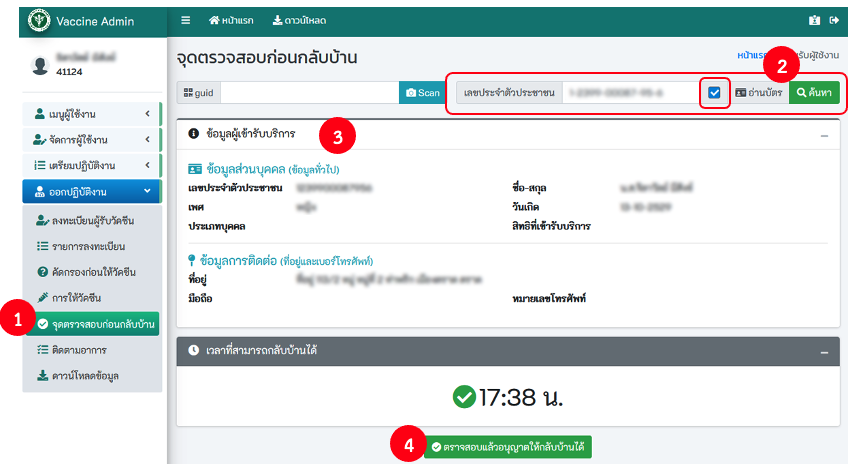 Vaccine Admin
หน้าแรก
ดาวน์โหลด
41124
จุดตรวจสอบก่อนกลับบ้าน
หน้าแรก
รับผู้ใช้งาน
2
guid
Scan
เลขประจำตัวประชาชน
อ่านบัตร
ค้นหา
เมนูผู้ใช้งาน
จัดการผู้ใช้งาน
เตรียมปฏิบัติงาน
ออกปฏิบัติงาน
ลงทะเบียนผู้รับวัคซีน
รายการลงทะเบียน
คัดกรองก่อนให้วัคซีน
การให้วัคซีน
1
จุดตรวจสอบก่อนกลับบ้าน
ติดตามอาการ
ดาวน์โหลดข้อมูล
ข้อมูลผู้เข้ารับบริการ
3
ข้อมูลส่วนบุคคล (ข้อมูลทั่วไป)
เลขประจำตัวประชาชน
ชื่อ-สกุล
เพศ
วันเกิด
ประเภทบุคคล
สิทธิที่เข้ารับบริการ
ข้อมูลการติดต่อ (ที่อยู่และเบอร์โทรศัพท์)
ที่อยู่
มือถือ
หมายเลขโทรศัพท์
เวลาที่สามารถกลับบ้านได้
17:38 น.
4
ตราจสอบแล้วอนุญาตให้กลับบ้านได้